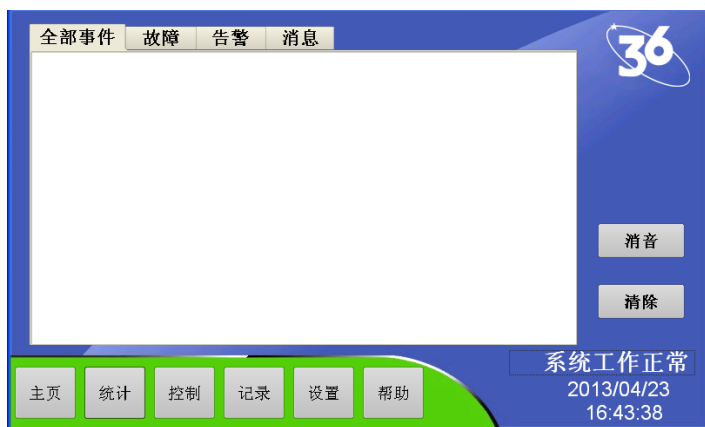 全部事件 故障 告警 消息
36
消音
清除
系统工作正常
主页 统计 控制 记录 设置 帮助
2013/04/23
16:43:38